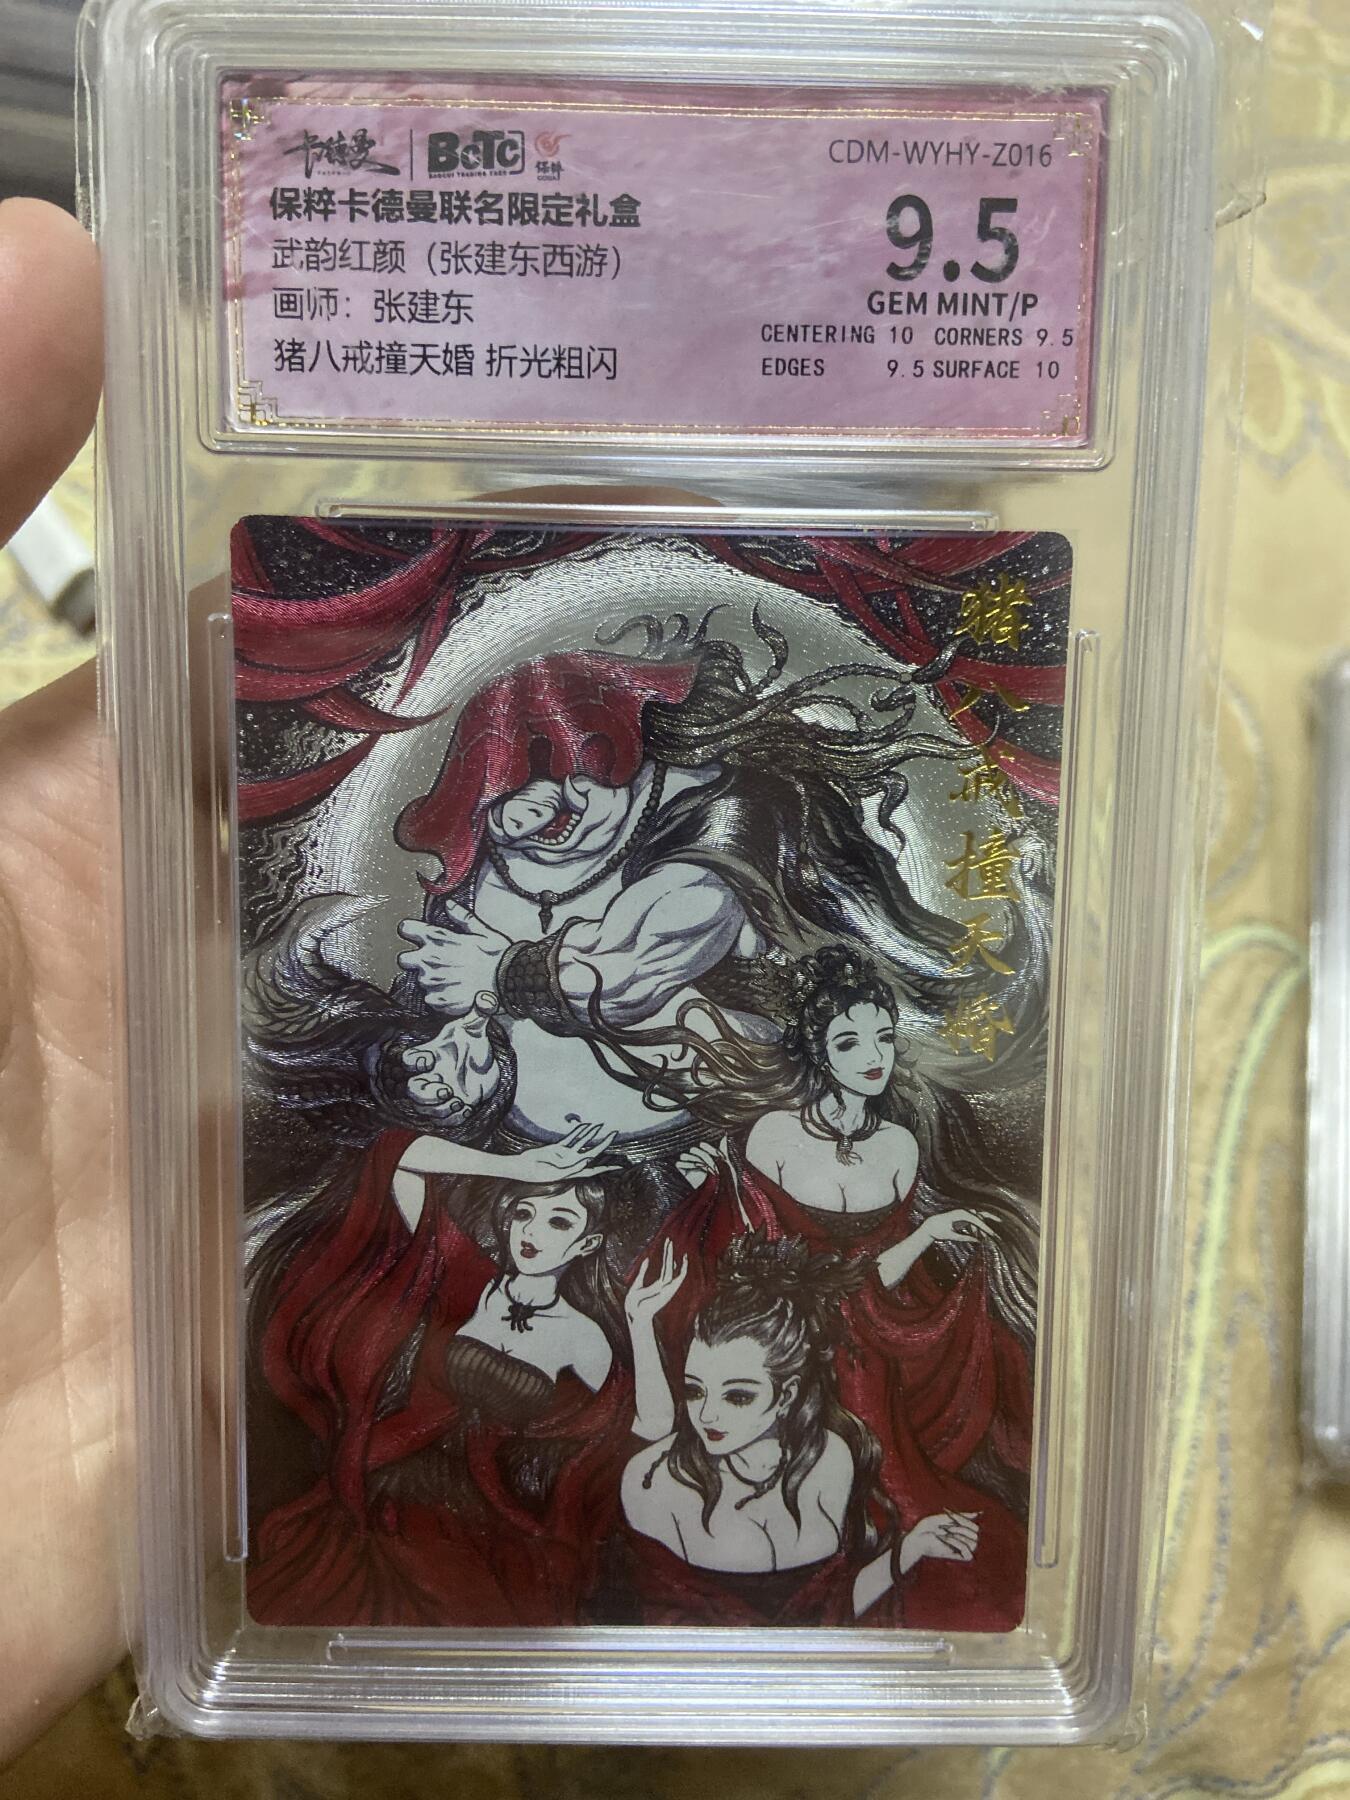 卡德曼 BCTC 保粹
CDM-WYHY-Z016
保粹卡德曼联名限定礼盒
武韵红颜（张建东西游）
画师：张建东
猪八戒撞天婚 折光粗闪
9.5
GEM MINT/P
CENTERING 10 CORNERS 9.5
EDGES 9.5 SURFACE 10
猪八戒撞天婚